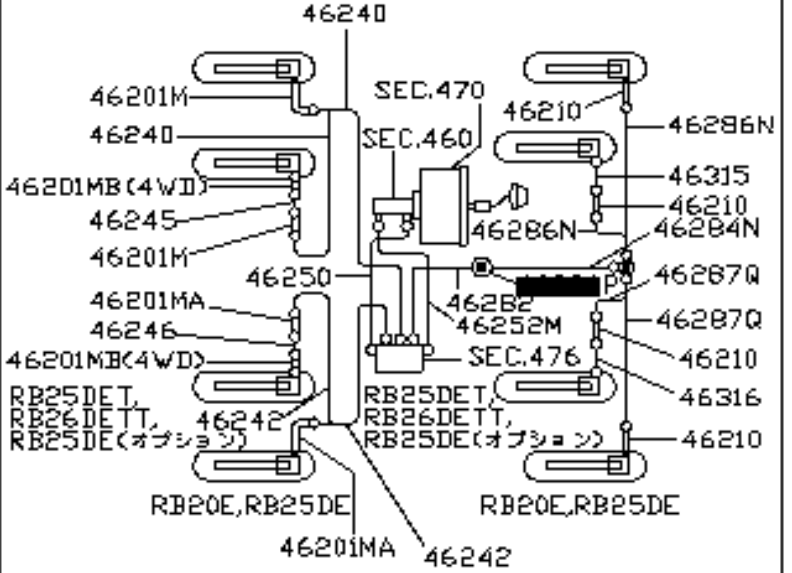 46240
46201M
SEC.470
46210
46240
SEC.460
46286N
46201MB(4WD)
46315
46245
46210
46286N
46284N
46201M
46250
46287Q
P
46201MA
46282
46246
46252M
46287Q
46201MB(4WD)
SEC.476
46210
RB25DET,
RB26DETT,
RB25DE(オプション)
46242
RB25DET,
RB26DETT,
RB25DE(オプション)
46316
46210
RB20E,RB25DE
RB20E,RB25DE
46201MA
46242